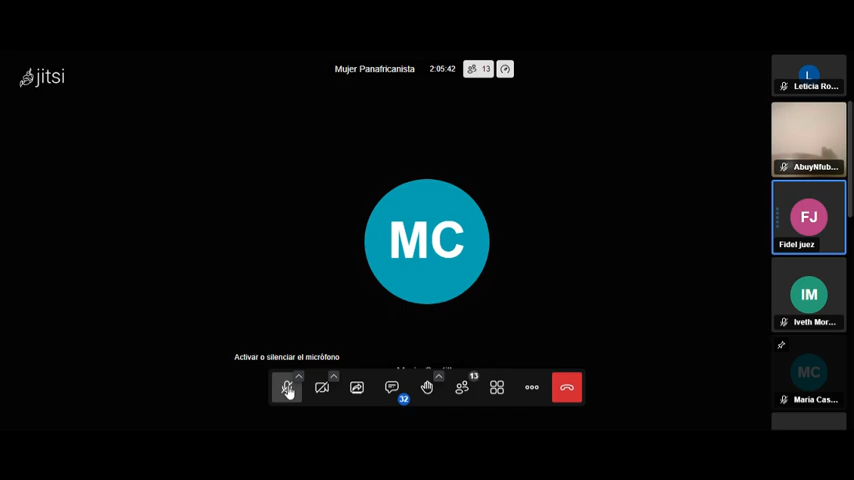 jitsi
Mujer Panafricanista 2:05:42 13
L
Leticia Ro...
AbuyNfub...
FJ
Fidel juez
MC
IM
Iveth Mor...
Activar o silenciar el micrófono
MC
Maria Cas...
13
32